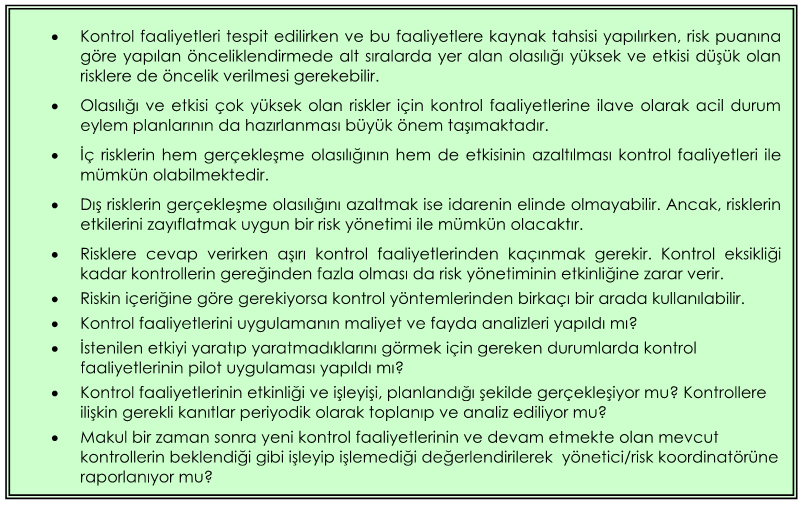 • Kontrol faaliyetleri tespit edilirken ve bu faaliyetlere kaynak tahsisi yapılırken, risk puanına
göre yapılan önceliklendirmede alt sıralarda yer alan olasılığı yüksek ve etkisi düşük olan
risklere de öncelik verilmesi gerekebilir.
• Olasılığı ve etkisi çok yüksek olan riskler için kontrol faaliyetlerine ilave olarak acil durum
eylem planlarının da hazırlanması büyük önem taşımaktadır.
• İç risklerin hem gerçekleşme olasılığının hem de etkisinin azaltılması kontrol faaliyetleri ile
mümkün olabilmektedir.
• Dış risklerin gerçekleşme olasılığını azaltmak ise idarenin elinde olmayabilir. Ancak, risklerin
etkilerini zayıflatmak uygun bir risk yönetimi ile mümkün olacaktır.
• Risklere cevap verirken aşırı kontrol faaliyetlerinden kaçınmak gerekir. Kontrol eksikliği
kadar kontrollerin gereğinden fazla olması da risk yönetiminin etkinliğine zarar verir.
• Riskin içeriğine göre gerekiyorsa kontrol yöntemlerinden birkaçı bir arada kullanılabilir.
• Kontrol faaliyetlerini uygulamanın maliyet ve fayda analizleri yapıldı mı?
• İstenilen etkiyi yaratıp yaratmadıklarını görmek için gereken durumlarda kontrol
faaliyetlerinin pilot uygulaması yapıldı mı?
• Kontrol faaliyetlerinin etkinliği ve işleyişi, planlandığı şekilde gerçekleşiyor mu? Kontrollere
ilişkin gerekli kanıtlar periyodik olarak toplanıp ve analiz ediliyor mu?
• Makul bir zaman sonra yeni kontrol faaliyetlerinin ve devam etmekte olan mevcut
kontrollerin beklendiği gibi işleyip işlemediği değerlendirilerek  yönetici/risk koordinatörüne
raporlanıyor mu?